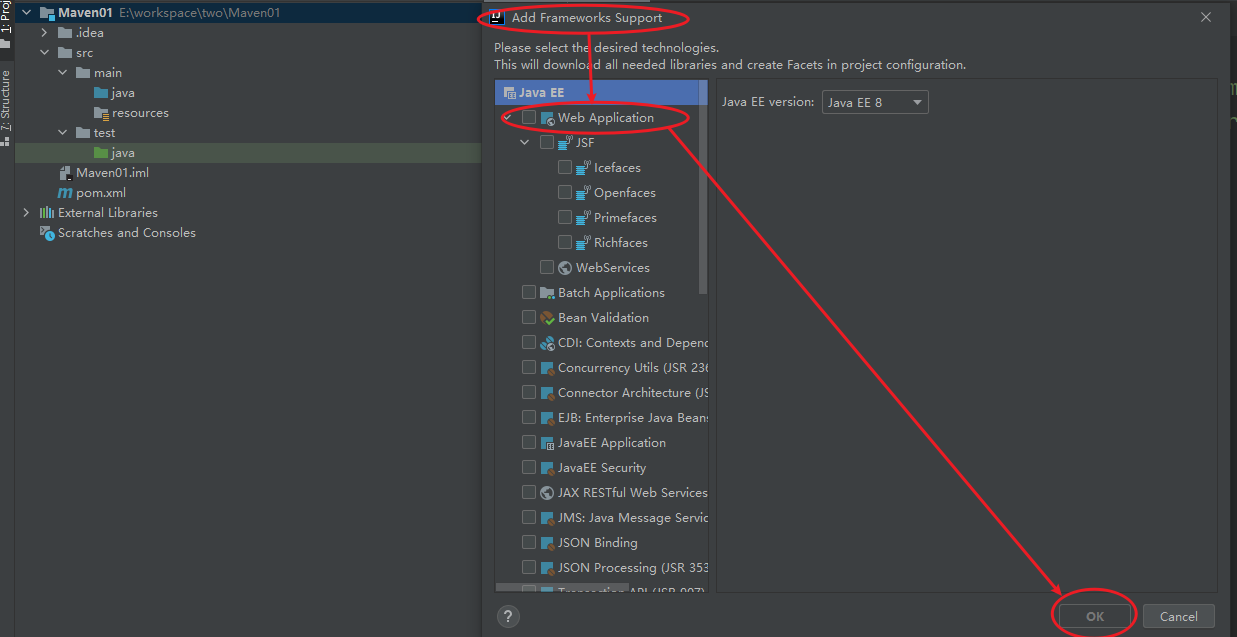 1: Proj
7: Structure
Maven01 E:\workspace\two\Maven01
.idea
src
main
java
resources
test
java
Maven01.iml
pom.xml
External Libraries
Scratches and Consoles
Add Frameworks Support
Please select the desired technologies.
This will download all needed libraries and create Facets in project configuration.
Java EE
Web Application
JSF
Icefaces
Openfaces
Primefaces
Richfaces
WebServices
Batch Applications
Bean Validation
CDI: Contexts and Depend
Concurrency Utils (JSR 236
Connector Architecture (JS
EJB: Enterprise Java Beans
JavaEE Application
JavaEE Security
JAX RESTful Web Services
JMS: Java Message Servic
JSON Binding
JSON Processing (JSR 353
Transaction API (JSR 907)
Java EE version: Java EE 8
?
OK
Cancel